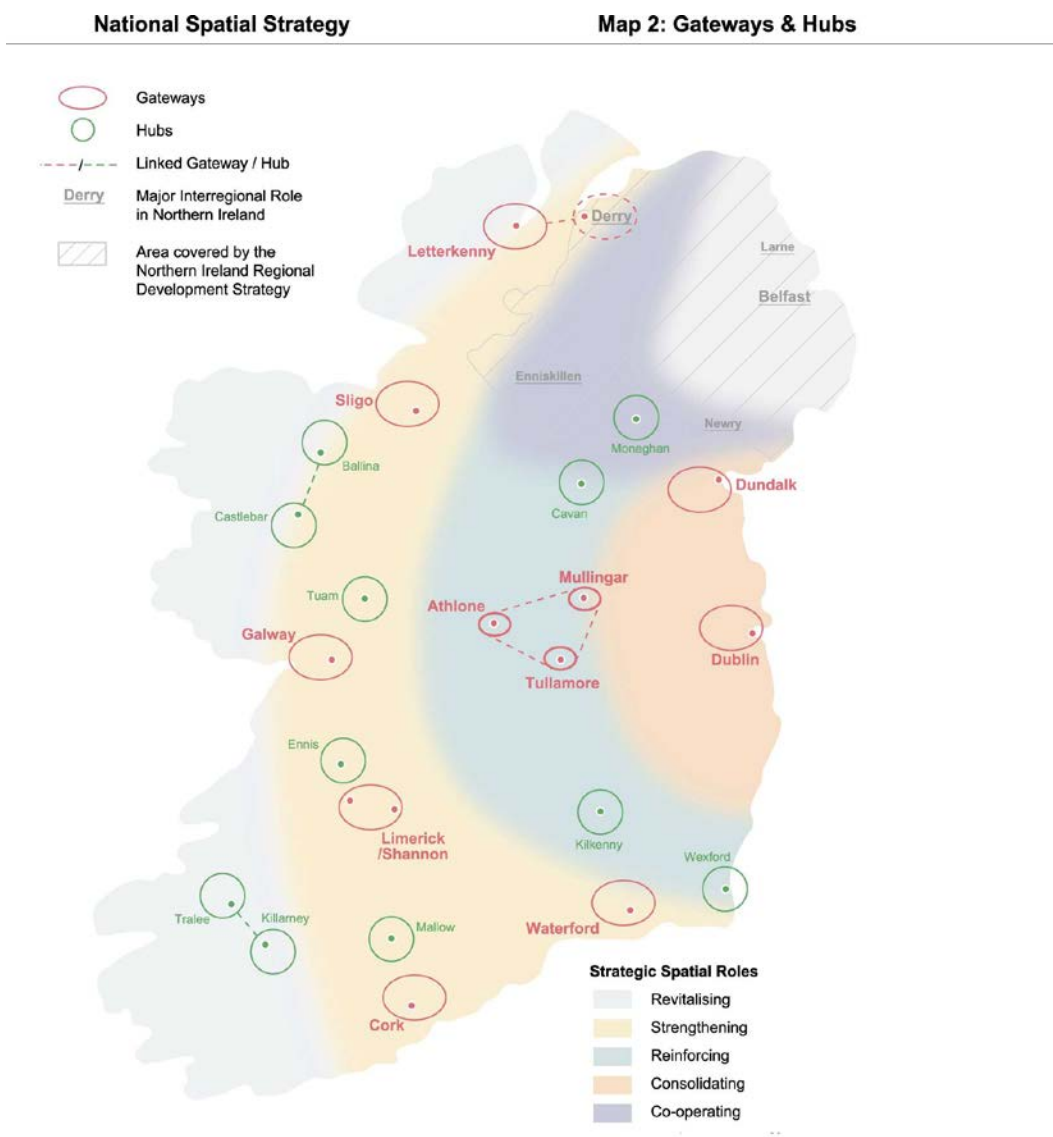 National Spatial Strategy
Map 2: Gateways & Hubs
Gateways
Hubs
Linked Gateway / Hub
Derry
Major Interregional Role
in Northern Ireland
Area covered by the
Northern Ireland Regional
Development Strategy
Derry
Letterkenny
Larne
Belfast
Enniskillen
Sligo
Newry
Monaghan
Ballina
Dundalk
Cavan
Castlebar
Mullingar
Tuam
Athlone
Galway
Dublin
Tullamore
Ennis
Limerick
/Shannon
Kilkenny
Wexford
Tralee
Killarney
Mallow
Waterford
Cork
Strategic Spatial Roles
Revitalising
Strengthening
Reinforcing
Consolidating
Co-operating